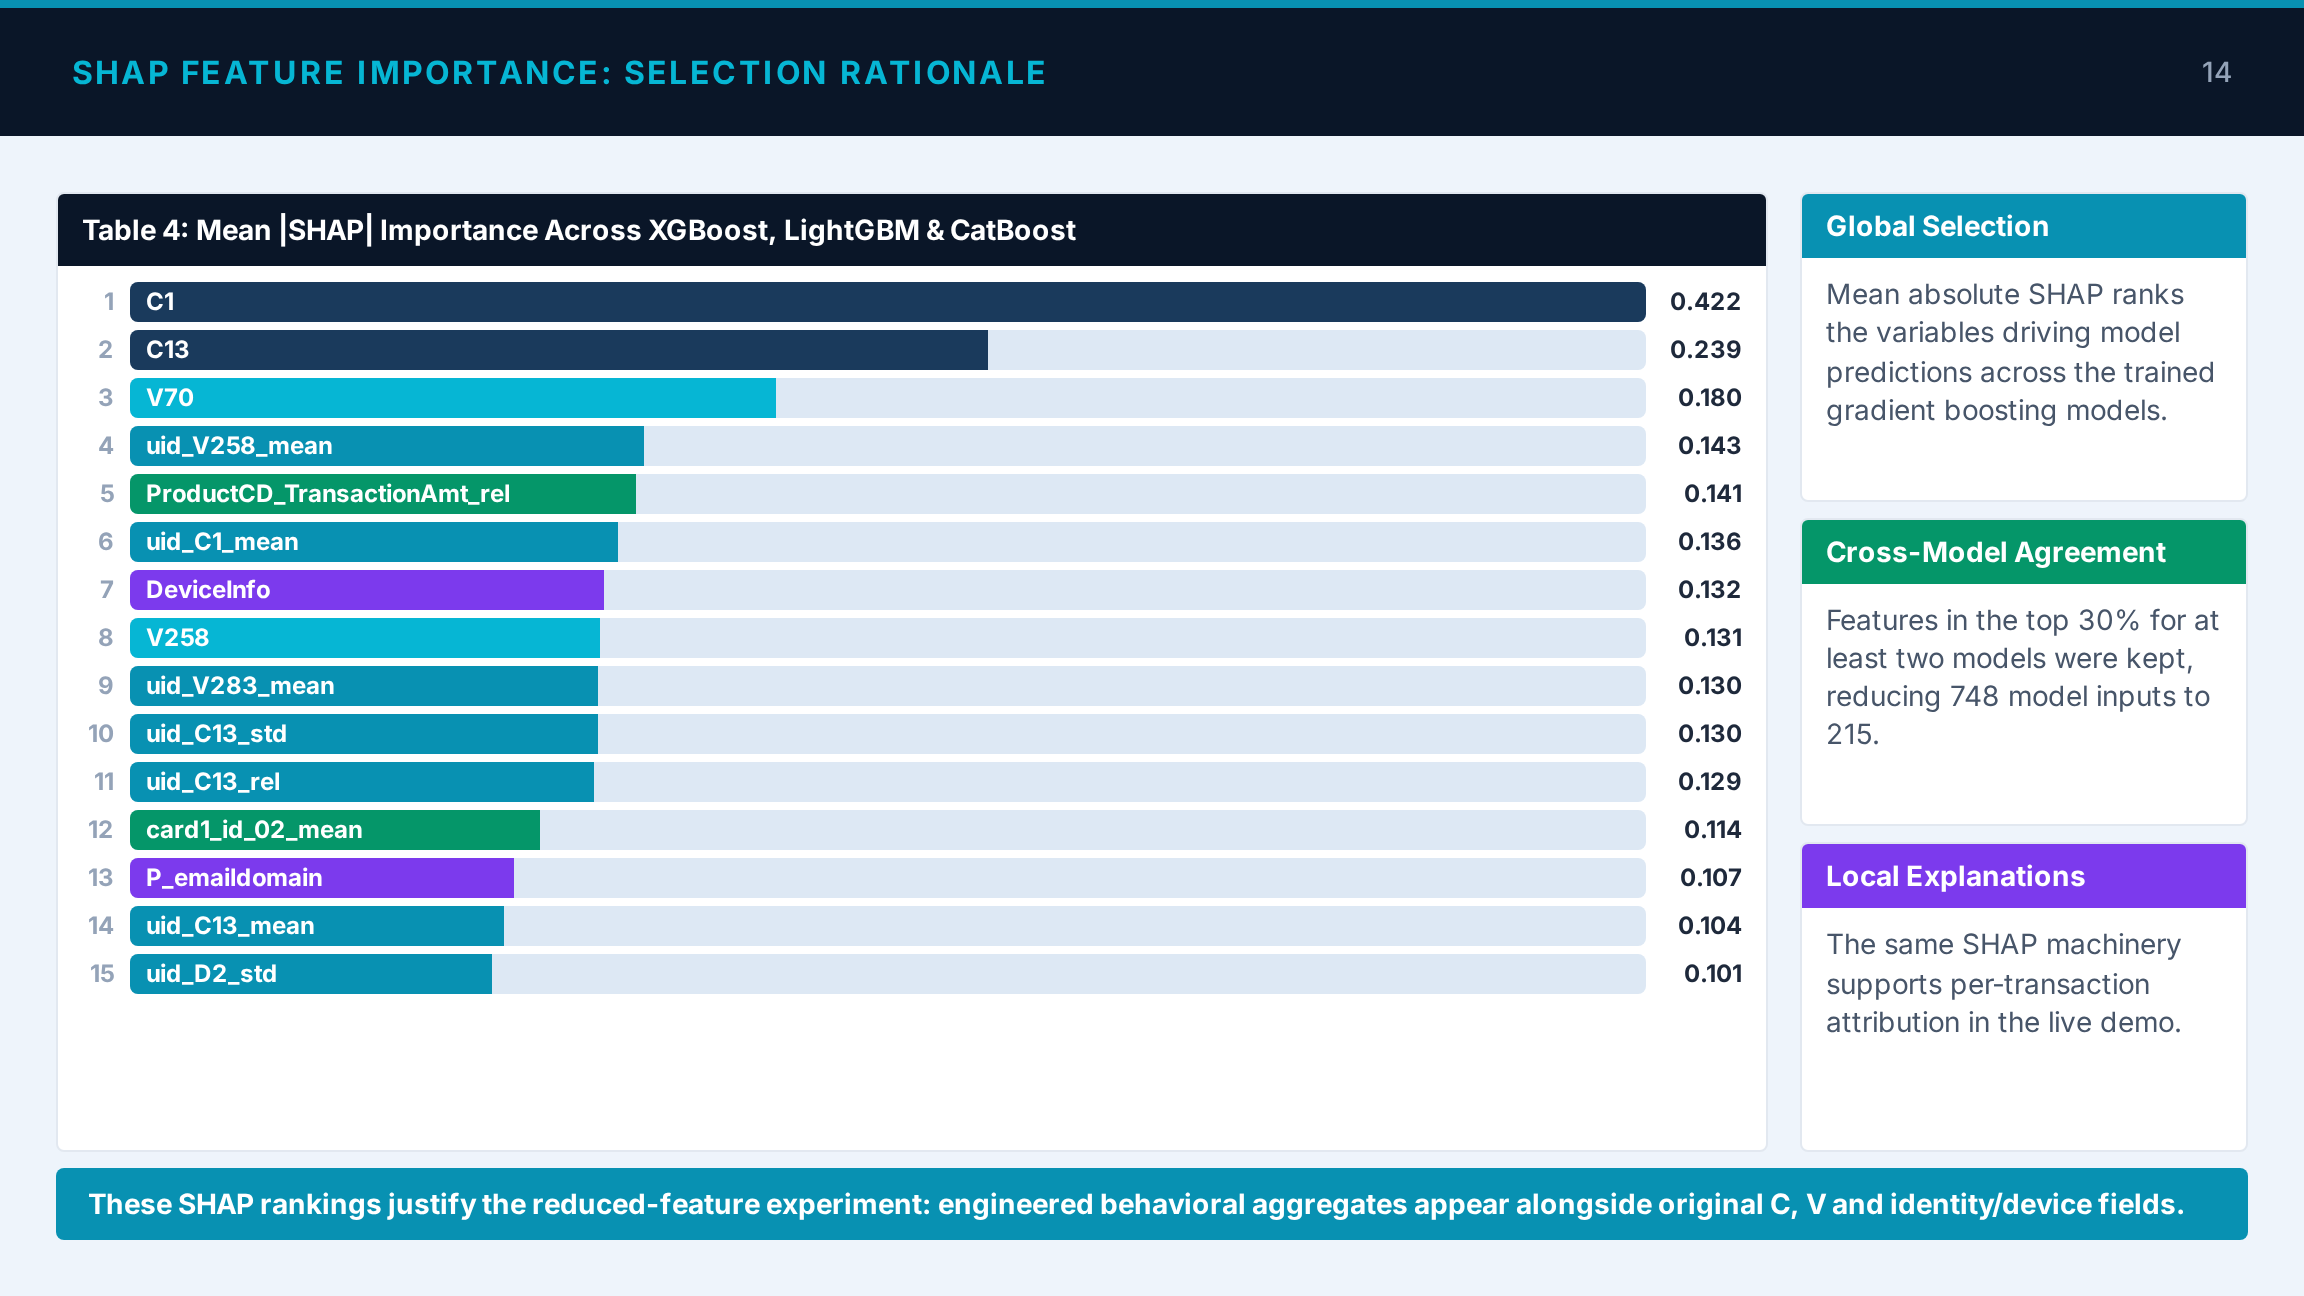 SHAP FEATURE IMPORTANCE: SELECTION RATIONALE
14
Table 4: Mean |SHAP| Importance Across XGBoost, LightGBM & CatBoost
1 C1 0.422
2 C13 0.239
3 V70 0.180
4 uid_V258_mean 0.143
5 ProductCD_TransactionAmt_rel 0.141
6 uid_C1_mean 0.136
7 DeviceInfo 0.132
8 V258 0.131
9 uid_V283_mean 0.130
10 uid_C13_std 0.130
11 uid_C13_rel 0.129
12 card1_id_02_mean 0.114
13 P_emaildomain 0.107
14 uid_C13_mean 0.104
15 uid_D2_std 0.101
Global Selection
Mean absolute SHAP ranks
the variables driving model
predictions across the trained
gradient boosting models.
Cross-Model Agreement
Features in the top 30% for at
least two models were kept,
reducing 748 model inputs to
215.
Local Explanations
The same SHAP machinery
supports per-transaction
attribution in the live demo.
These SHAP rankings justify the reduced-feature experiment: engineered behavioral aggregates appear alongside original C, V and identity/device fields.